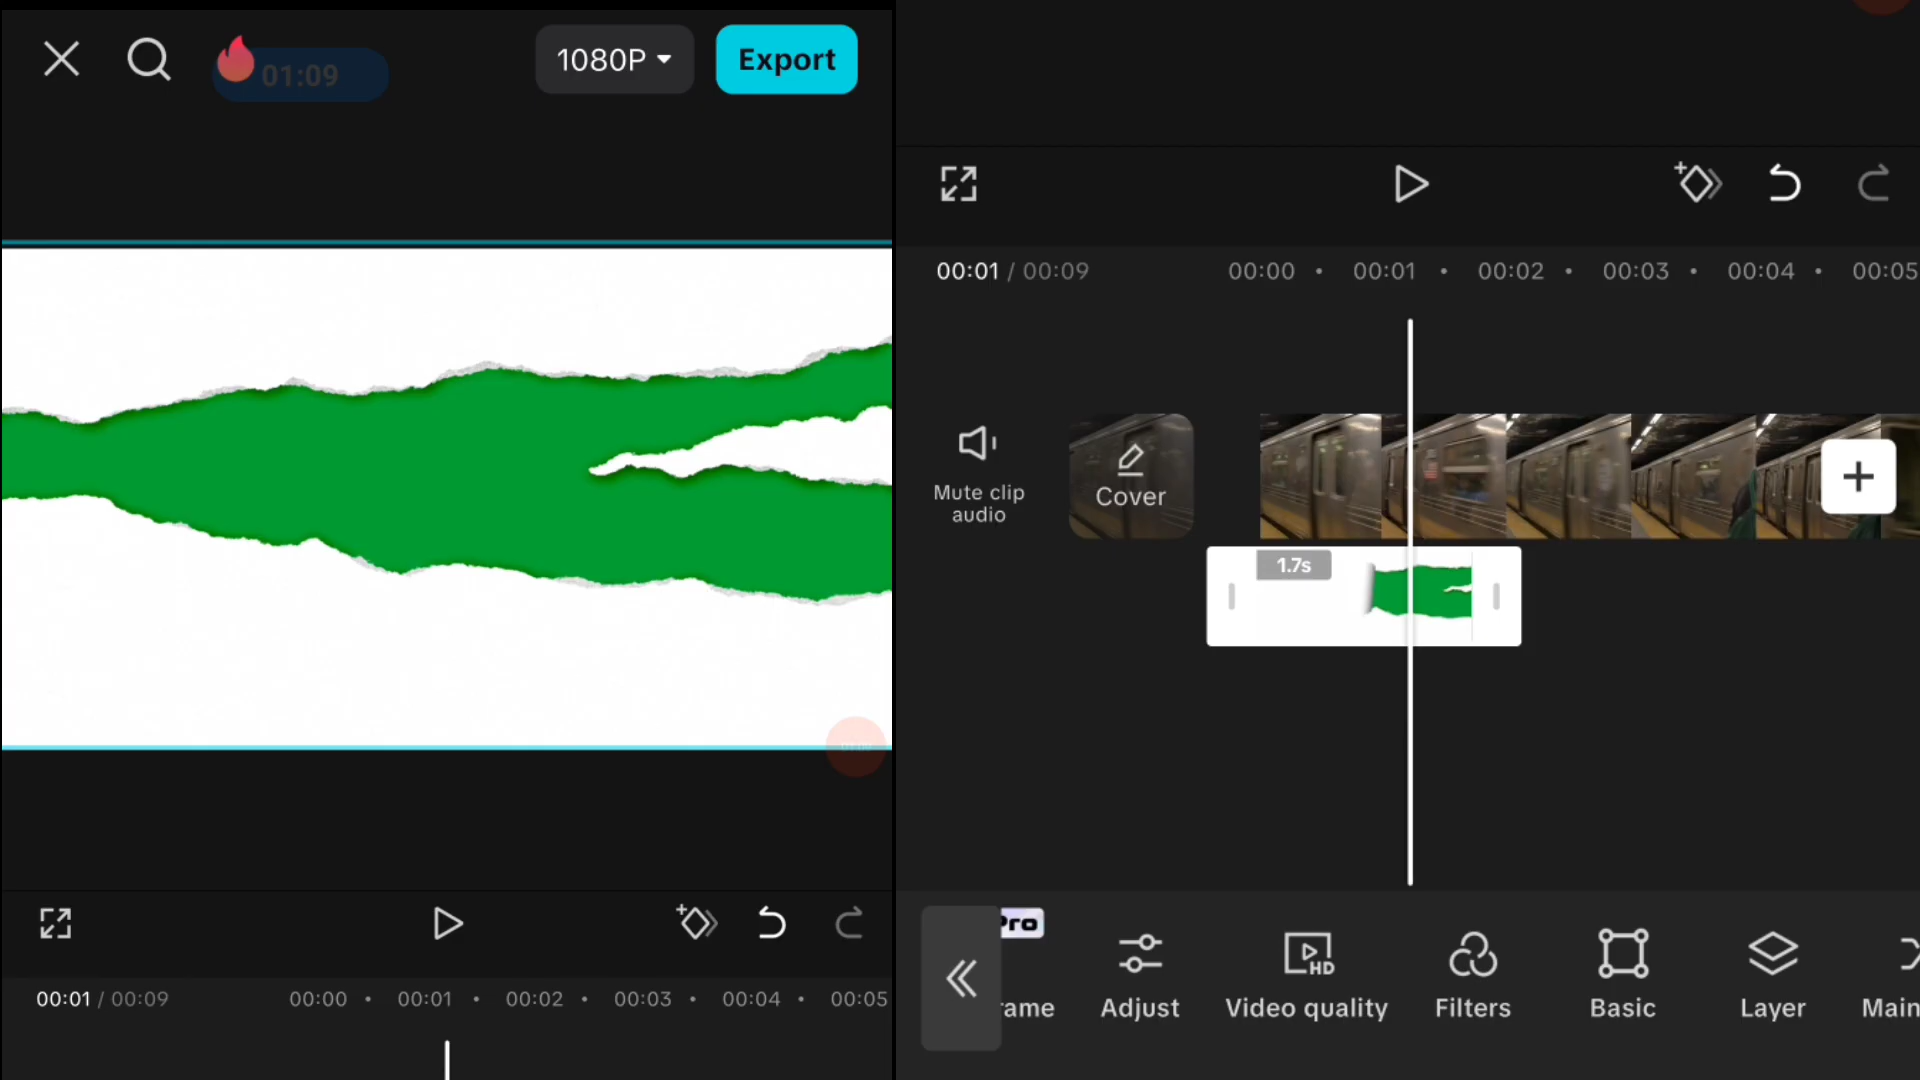 01:09
1080P
Export
00:01 / 00:09
00:00
00:01
00:02
00:03
00:04
00:05
00:01 / 00:09
00:00
00:01
00:02
00:03
00:04
00:05
Mute clip
audio
Cover
1.7s
Pro
rame
Adjust
Video quality
HD
Filters
Basic
Layer
Main